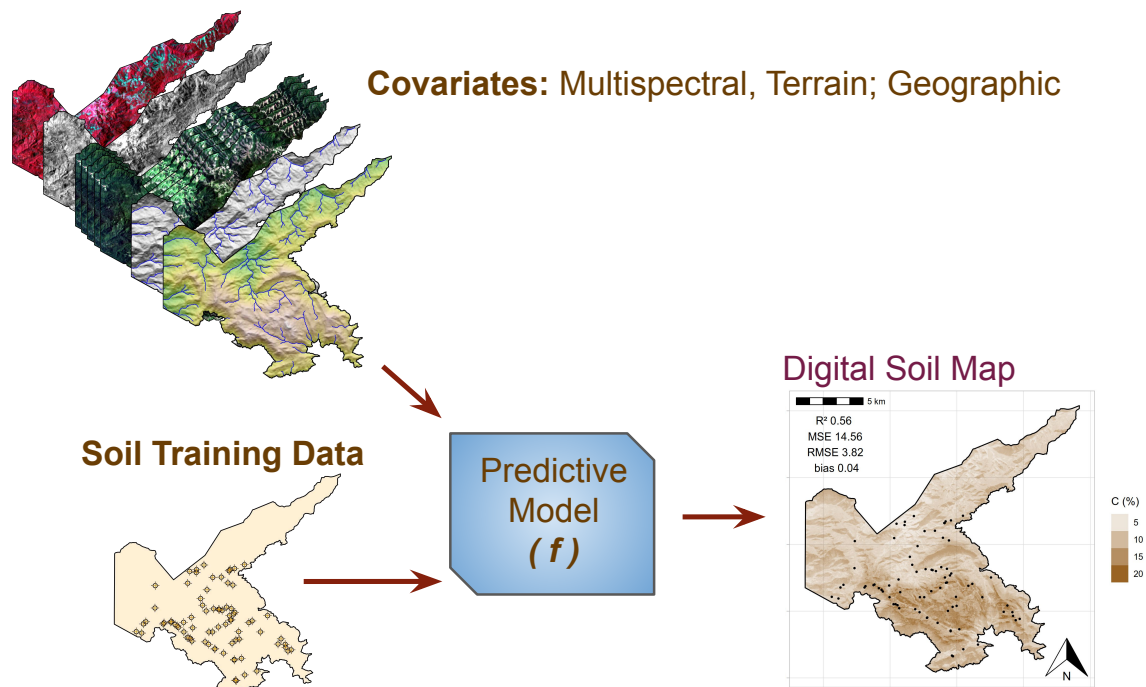 Covariates: Multispectral, Terrain; Geographic
Soil Training Data
Predictive
Model
( f )
Digital Soil Map
5 km
R² 0.56
MSE 14.56
RMSE 3.82
bias 0.04
C (%)
5
10
15
20
N